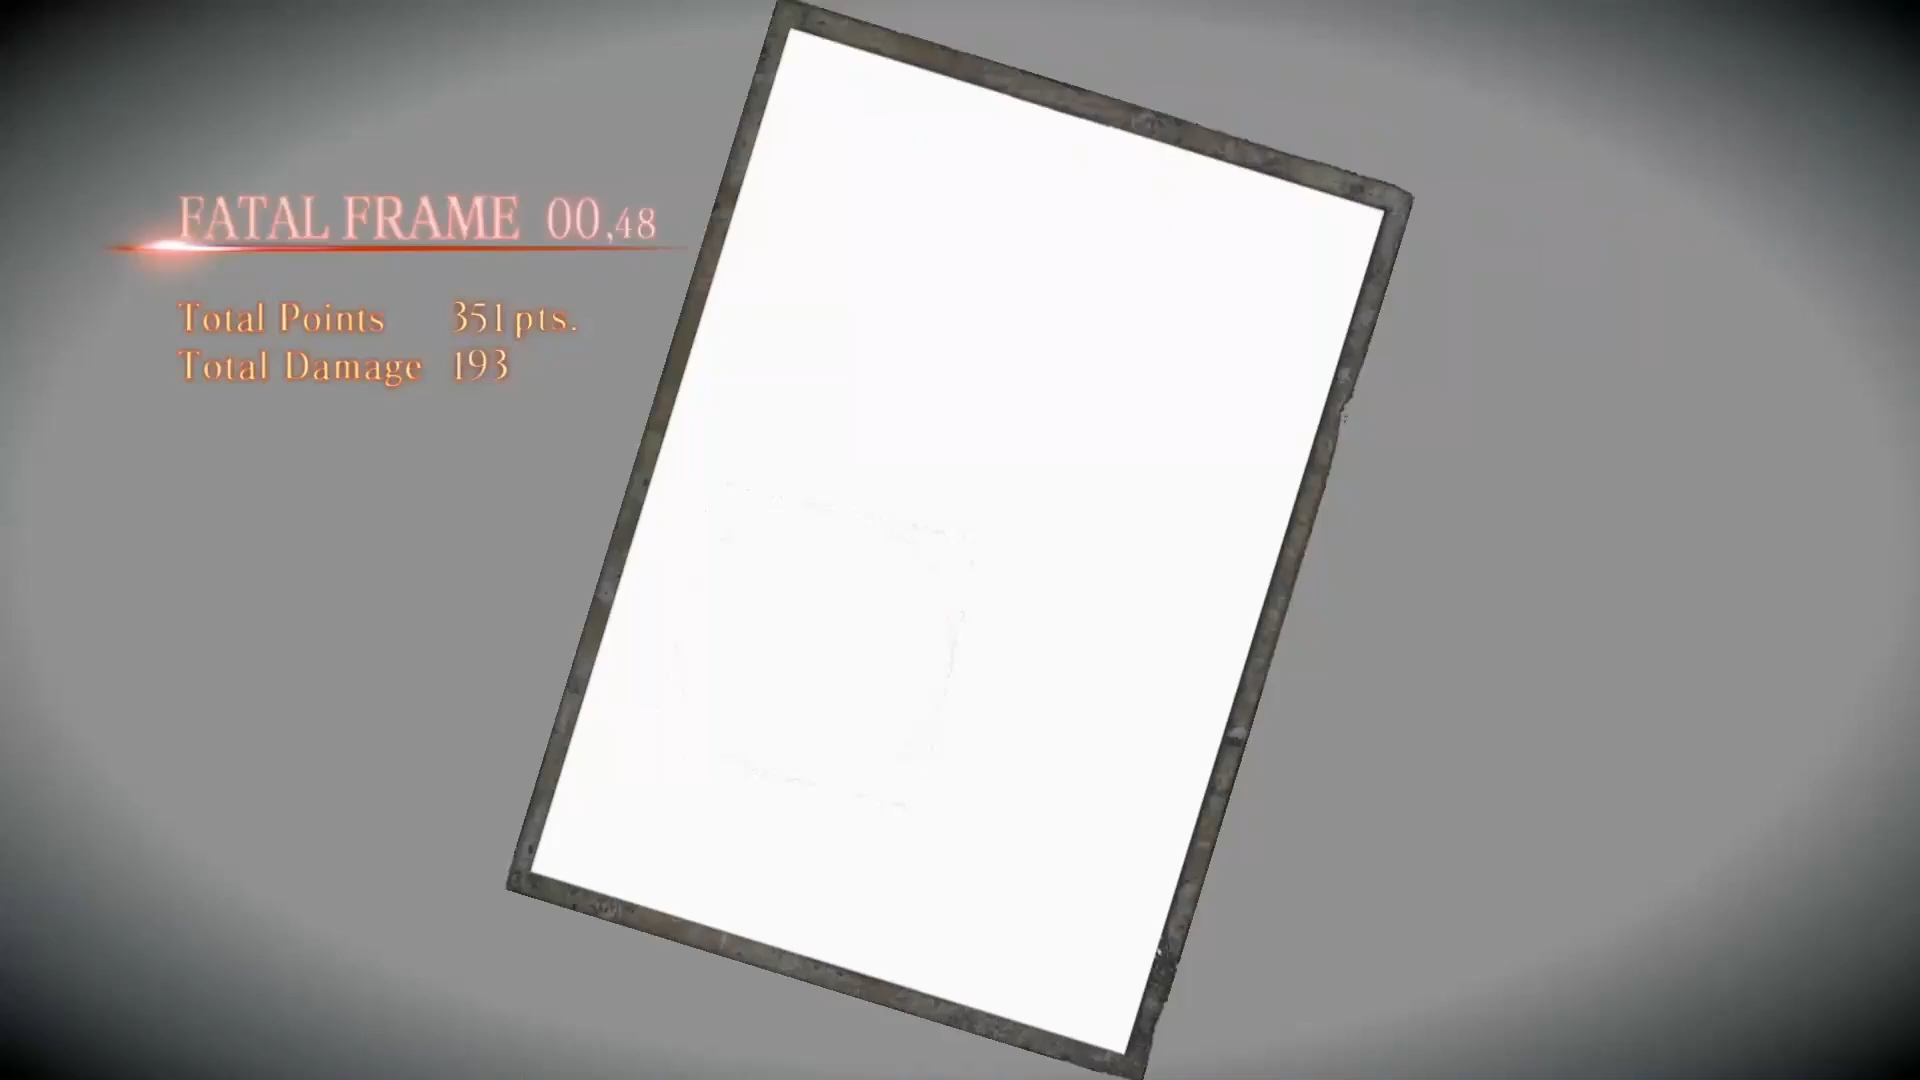 FATAL FRAME 00,48
Total Points 351pts.
Total Damage 193